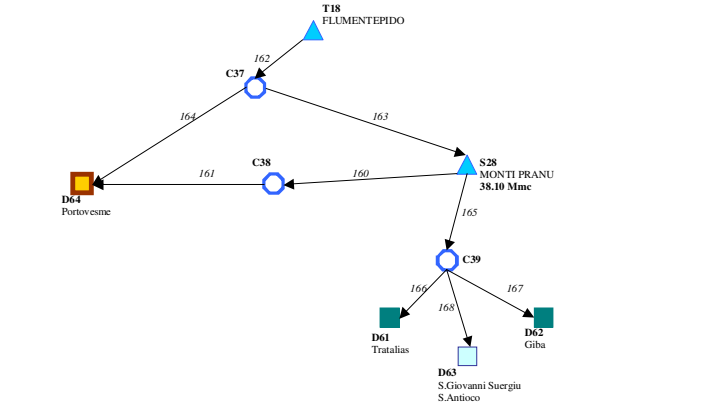 T18
FLUMENTEPIDO
162
C37
164
163
C38
S28
MONTI PRANU
38.10 Mmc
161
160
D64
Portovesme
165
C39
166
167
168
D61
Tratalias
D62
Giba
D63
S.Giovanni Suergiu
S.Antioco